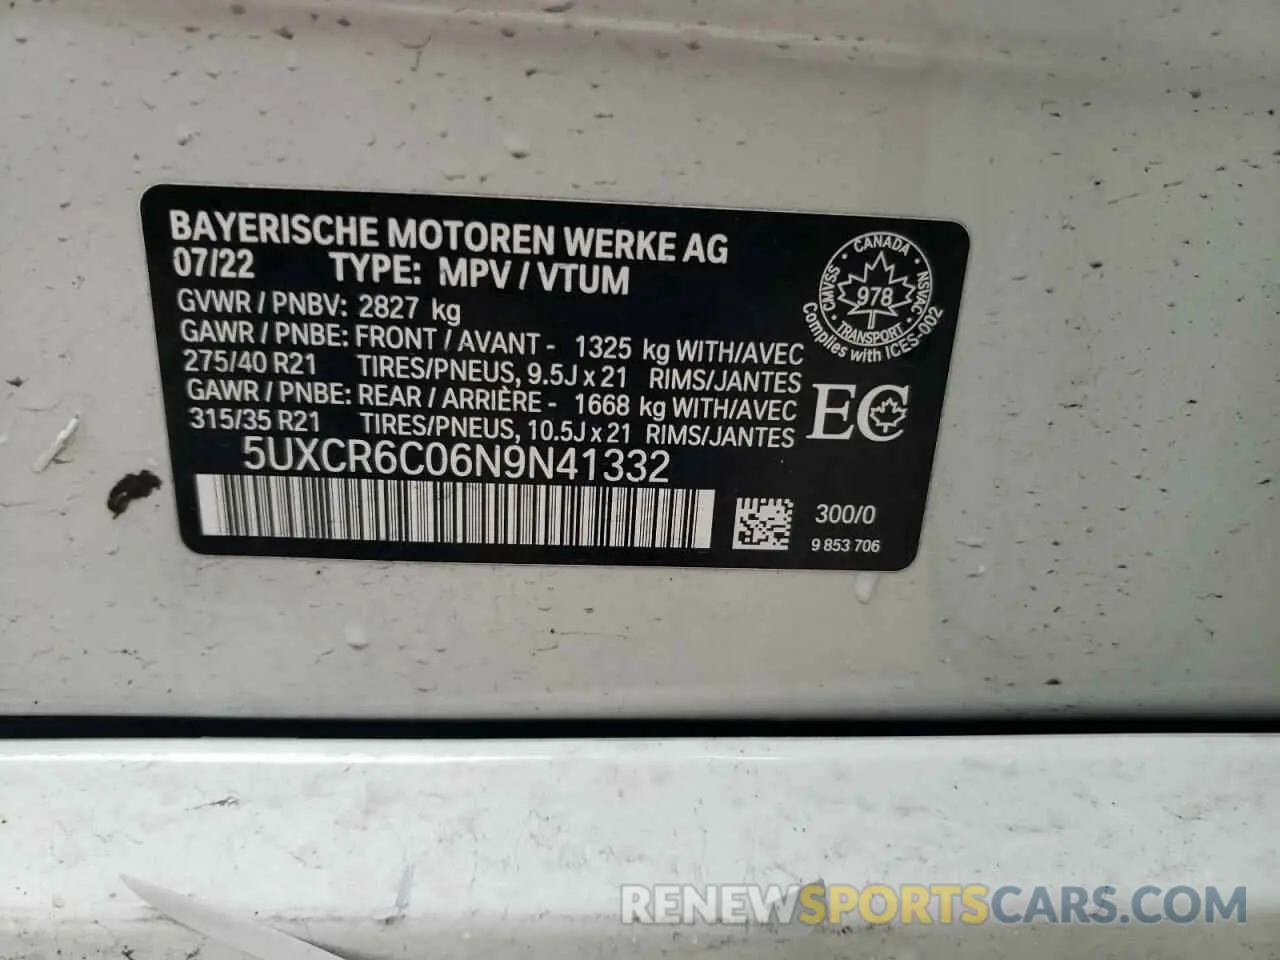 BAYERISCHE MOTOREN WERKE AG
07/22 TYPE: MPV / VTUM
GVWR / PNBV: 2827 kg
GAWR / PNBE: FRONT / AVANT - 1325 kg WITH/AVEC
275/40 R21 TIRES/PNEUS, 9.5J x 21 RIMS/JANTES
GAWR / PNBE: REAR / ARRIÈRE - 1668 kg WITH/AVEC
315/35 R21 TIRES/PNEUS, 10.5J x 21 RIMS/JANTES
5UXCR6C06N9N41332
CANADA
CMVSS
NSVAC
978
TRANSPORT
Complies with ICES-002
EC
300/0
9 853 706
RENEWSPORTSCARS.COM